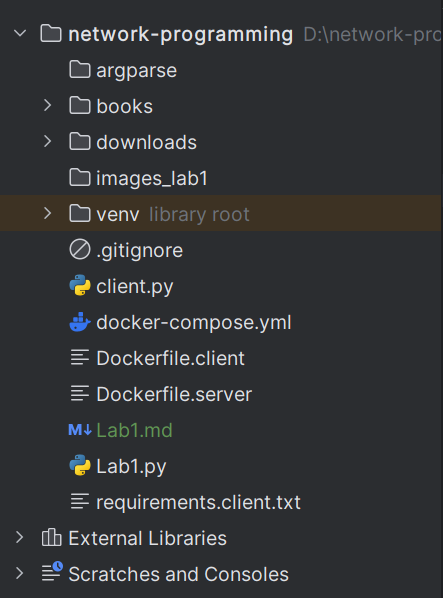 network-programming D:\network-pro
argparse
books
downloads
images_lab1
venv library root
.gitignore
client.py
docker-compose.yml
Dockerfile.client
Dockerfile.server
M↓ Lab1.md
Lab1.py
requirements.client.txt
External Libraries
Scratches and Consoles